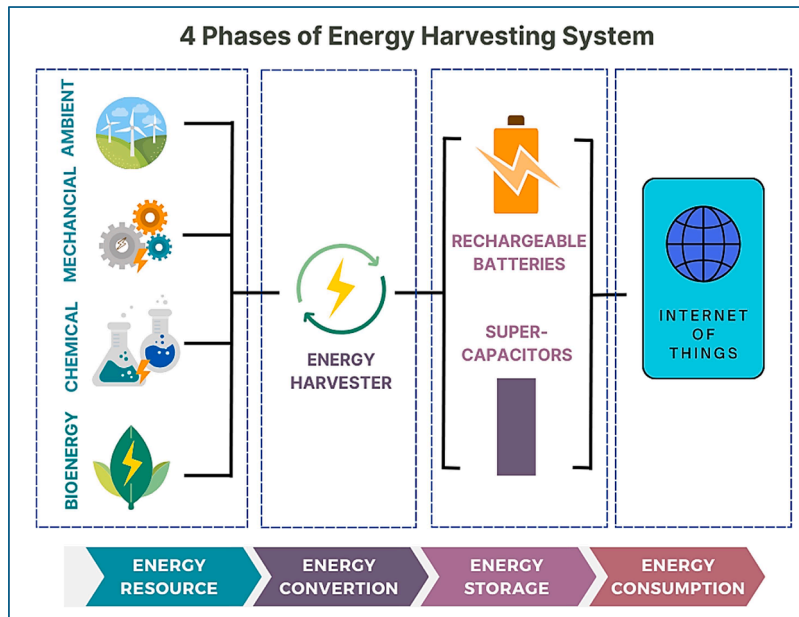 4 Phases of Energy Harvesting System
AMBIENT
MECHANCIAL
CHEMICAL
BIOENERGY
ENERGY
HARVESTER
RECHARGEABLE
BATTERIES
SUPER-
CAPACITORS
INTERNET
OF
THINGS
ENERGY
RESOURCE
ENERGY
CONVERTION
ENERGY
STORAGE
ENERGY
CONSUMPTION